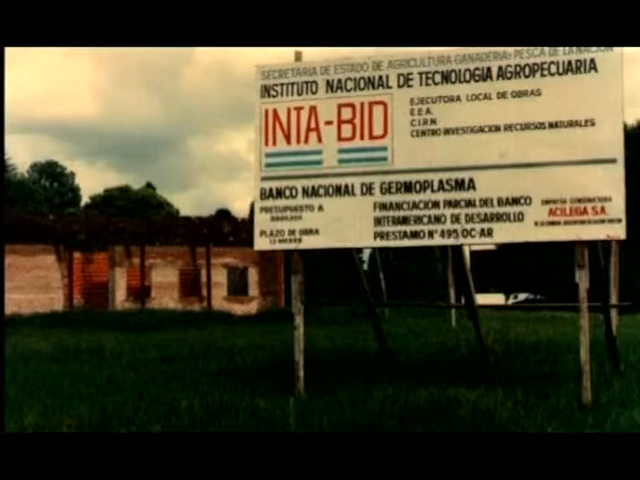 SECRETARIA DE ESTADO DE AGRICULTURA GANADERIA Y PESCA DE LA NACION
INSTITUTO NACIONAL DE TECNOLOGIA AGROPECUARIA
INTA-BID
EJECUTORA LOCAL DE OBRAS
E.E.A.
C.I.R.N.
CENTRO INVESTIGACION RECURSOS NATURALES
BANCO NACIONAL DE GERMOPLASMA
PRESUPUESTO A
PLAZO DE OBRA
12 MESES
FINANCIACION PARCIAL DEL BANCO
INTERAMERICANO DE DESARROLLO
PRESTAMO Nº 495 OC-AR
EMPRESA CONSTRUCTORA
ACILEGA S.A.